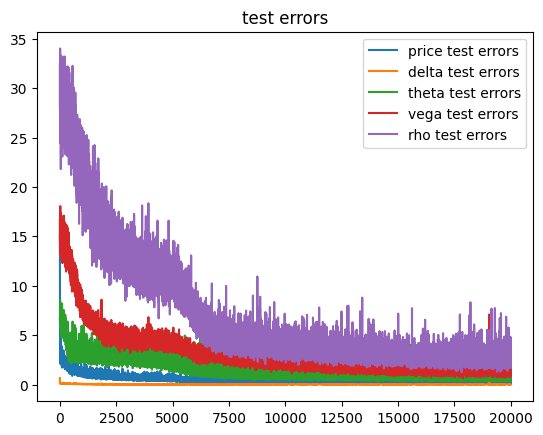 test errors
35
30
25
20
15
10
5
0
price test errors
delta test errors
theta test errors
vega test errors
rho test errors
0 2500 5000 7500 10000 12500 15000 17500 20000